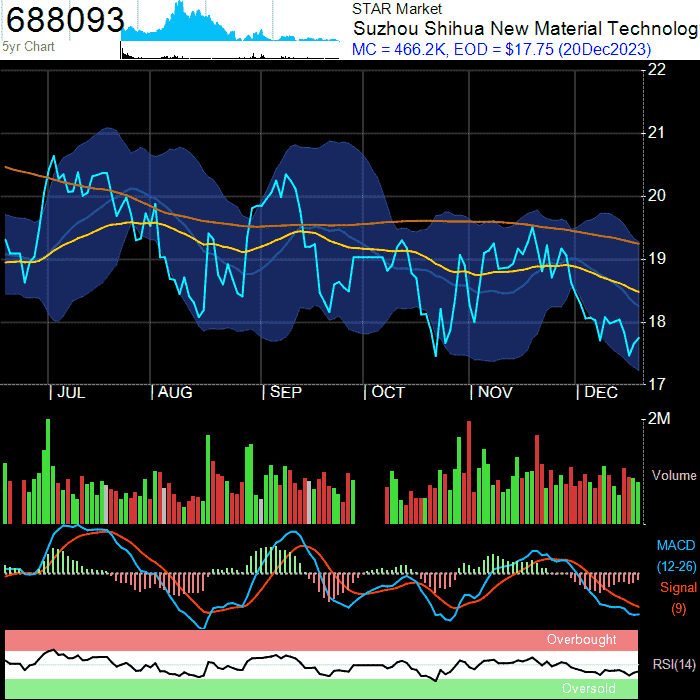 688093
5yr Chart
STAR Market
Suzhou Shihua New Material Technolog
MC = 466.2K, EOD = $17.75 (20Dec2023)
22
21
20
19
18
17
| JUL | AUG | SEP | OCT | NOV | DEC
2M
Volume
MACD
(12-26)
Signal
(9)
Overbought
RSI(14)
Oversold